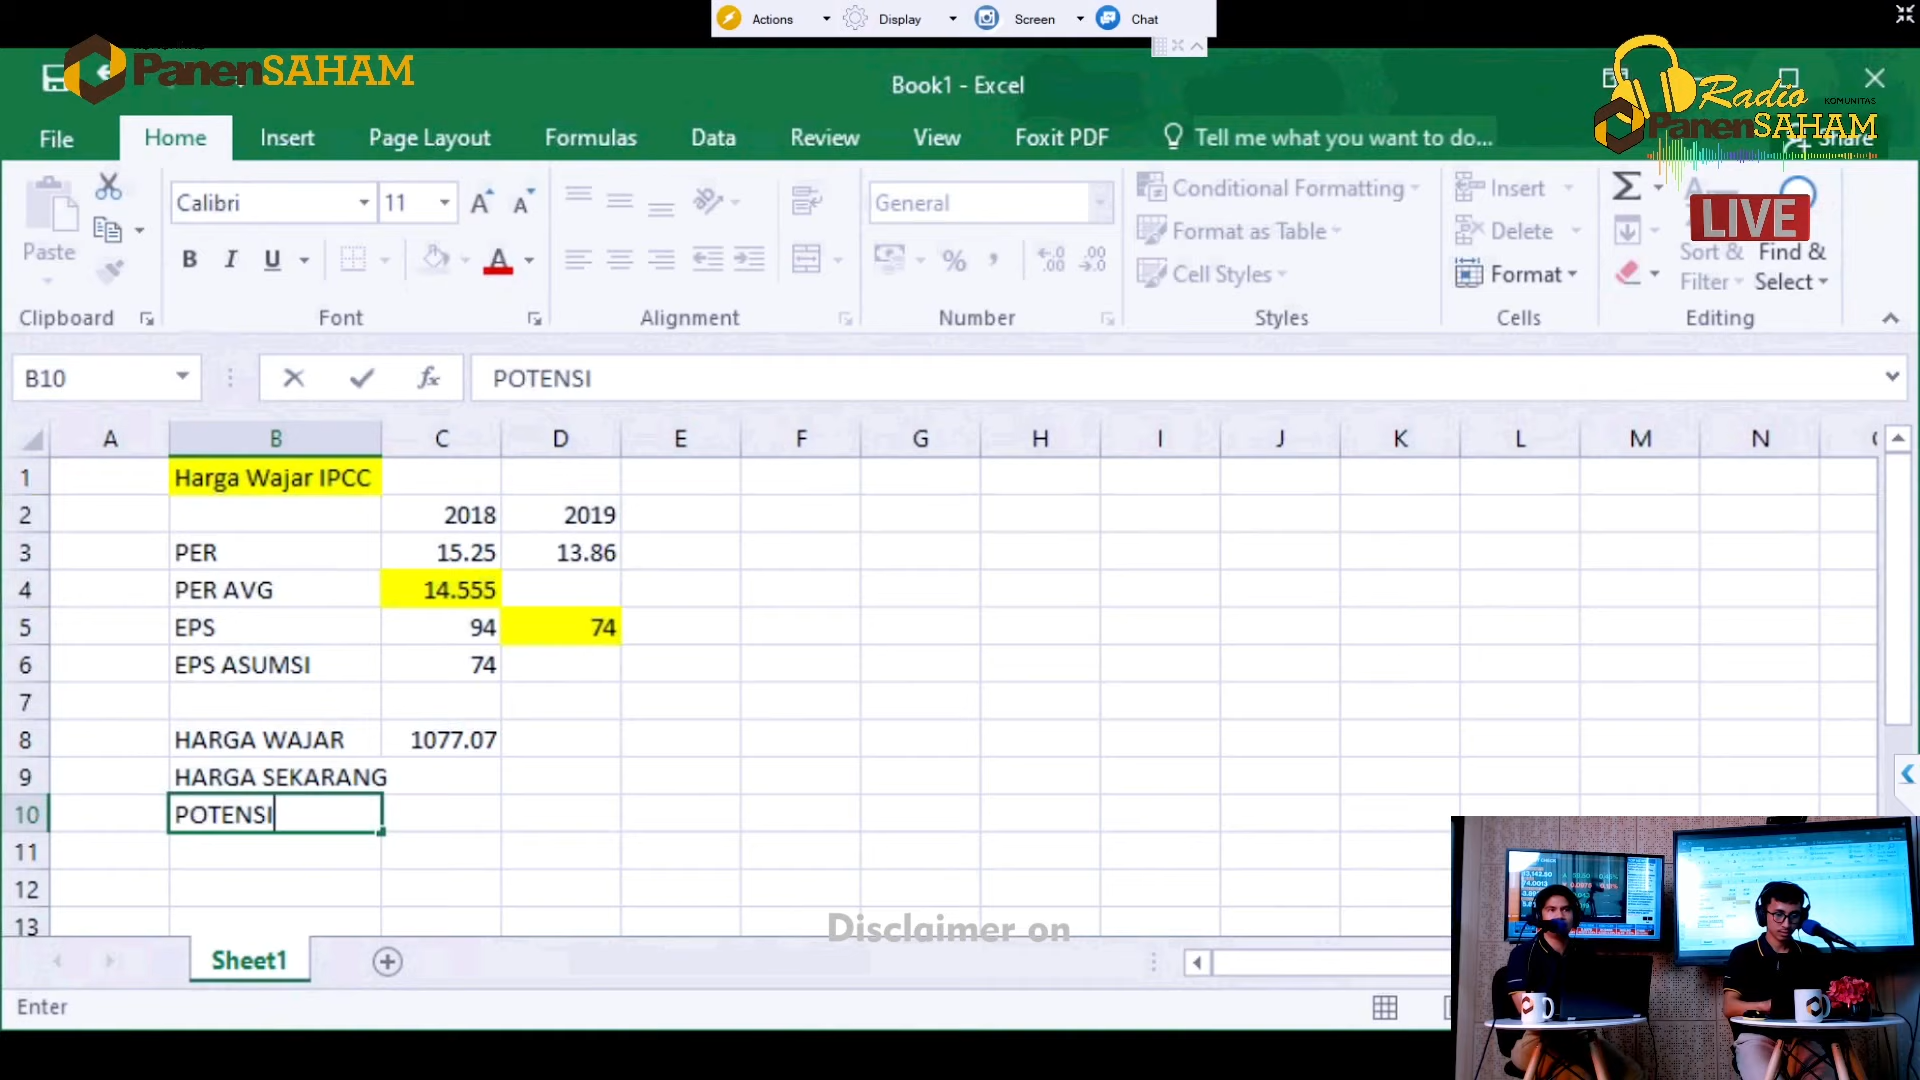 Actions Display Screen Chat
PanenSAHAM
Book1 - Excel
Radio
KOMUNITAS
PanenSAHAM
File Home Insert Page Layout Formulas Data Review View Foxit PDF Tell me what you want to do... Share
LIVE
Paste
Calibri 11
General
Conditional Formatting
Format as Table
Cell Styles
Insert
Delete
Format
Sort & Filter
Find & Select
Clipboard Font Alignment Number Styles Cells Editing
B10 POTENSI
A B C D E F G H I J K L M N
1 Harga Wajar IPCC
2 2018 2019
3 PER 15.25 13.86
4 PER AVG 14.555
5 EPS 94 74
6 EPS ASUMSI 74
7
8 HARGA WAJAR 1077.07
9 HARGA SEKARANG
10 POTENSI
11
12
13
Disclaimer on
Sheet1
Enter